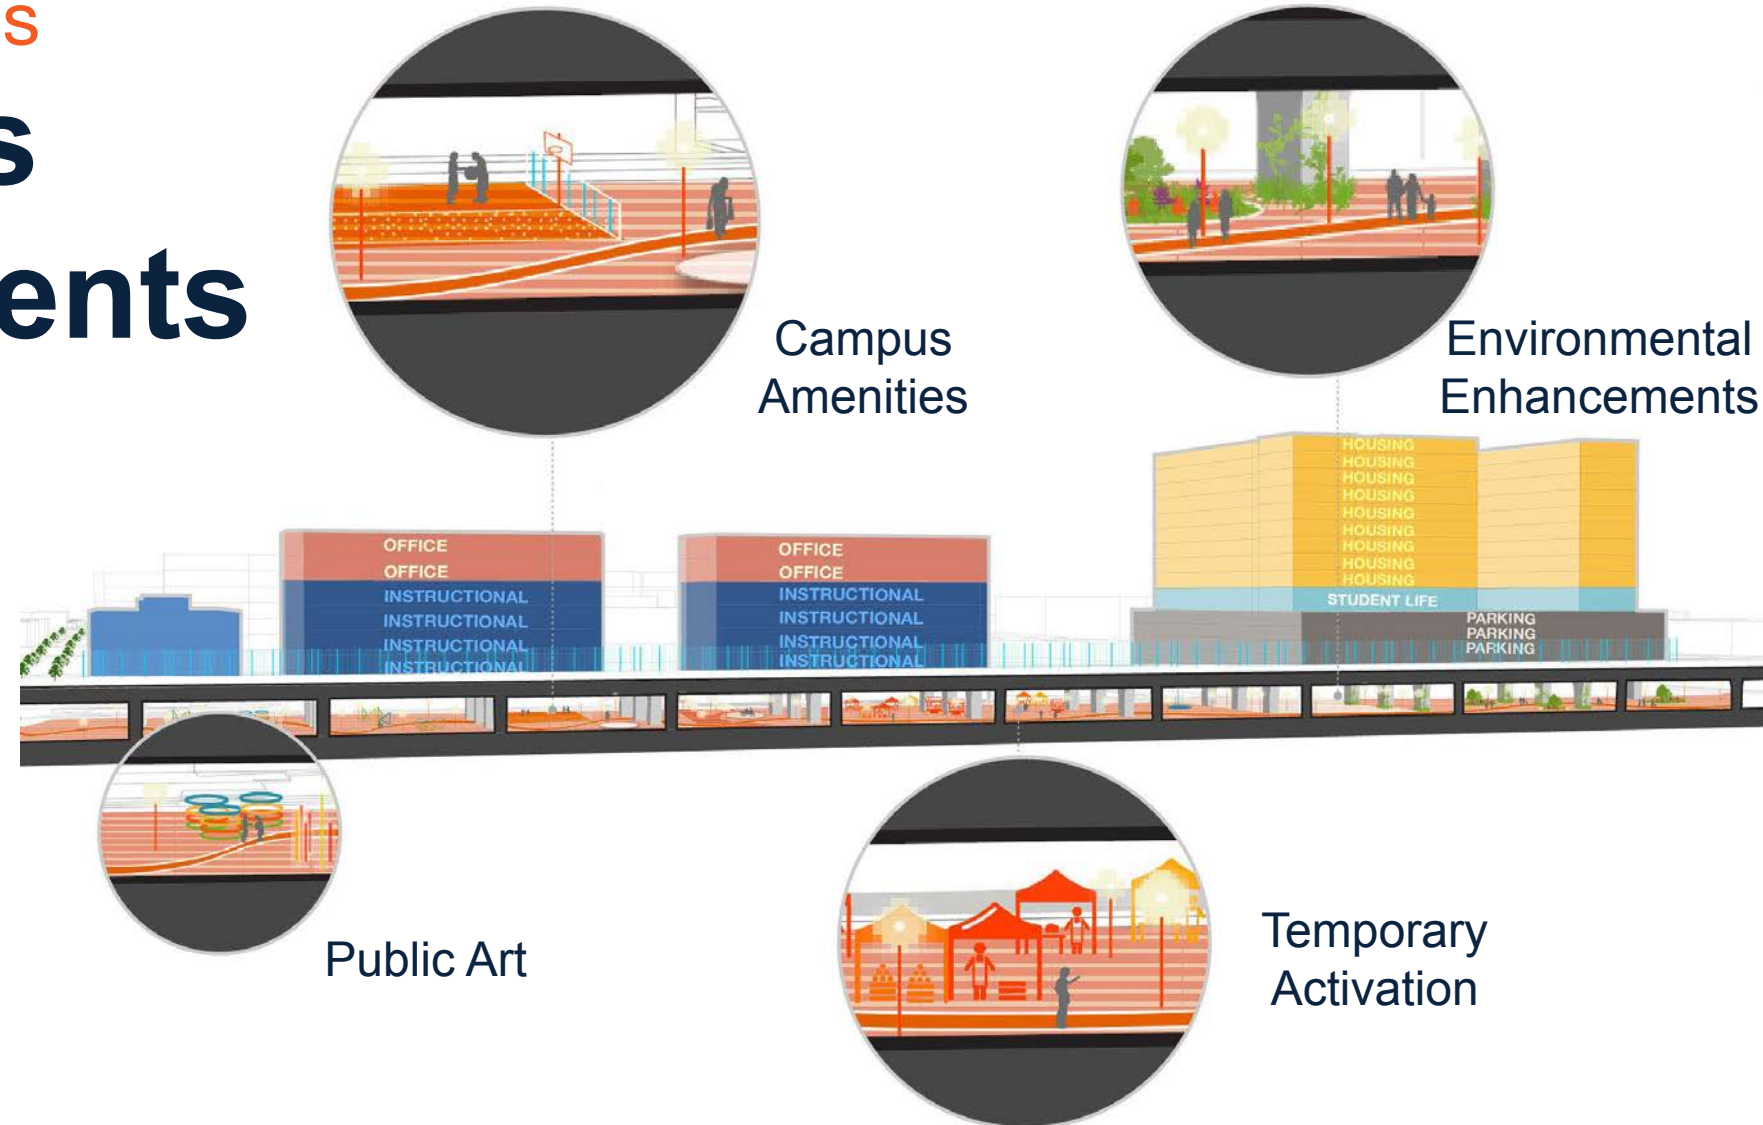 s
s
ents
Campus
Amenities
Environmental
Enhancements
HOUSING
HOUSING
HOUSING
HOUSING
HOUSING
HOUSING
HOUSING
HOUSING
HOUSING
STUDENT LIFE
PARKING
PARKING
PARKING
OFFICE
OFFICE
INSTRUCTIONAL
INSTRUCTIONAL
INSTRUCTIONAL
INSTRUCTIONAL
OFFICE
OFFICE
INSTRUCTIONAL
INSTRUCTIONAL
INSTRUCTIONAL
INSTRUCTIONAL
Public Art
Temporary
Activation